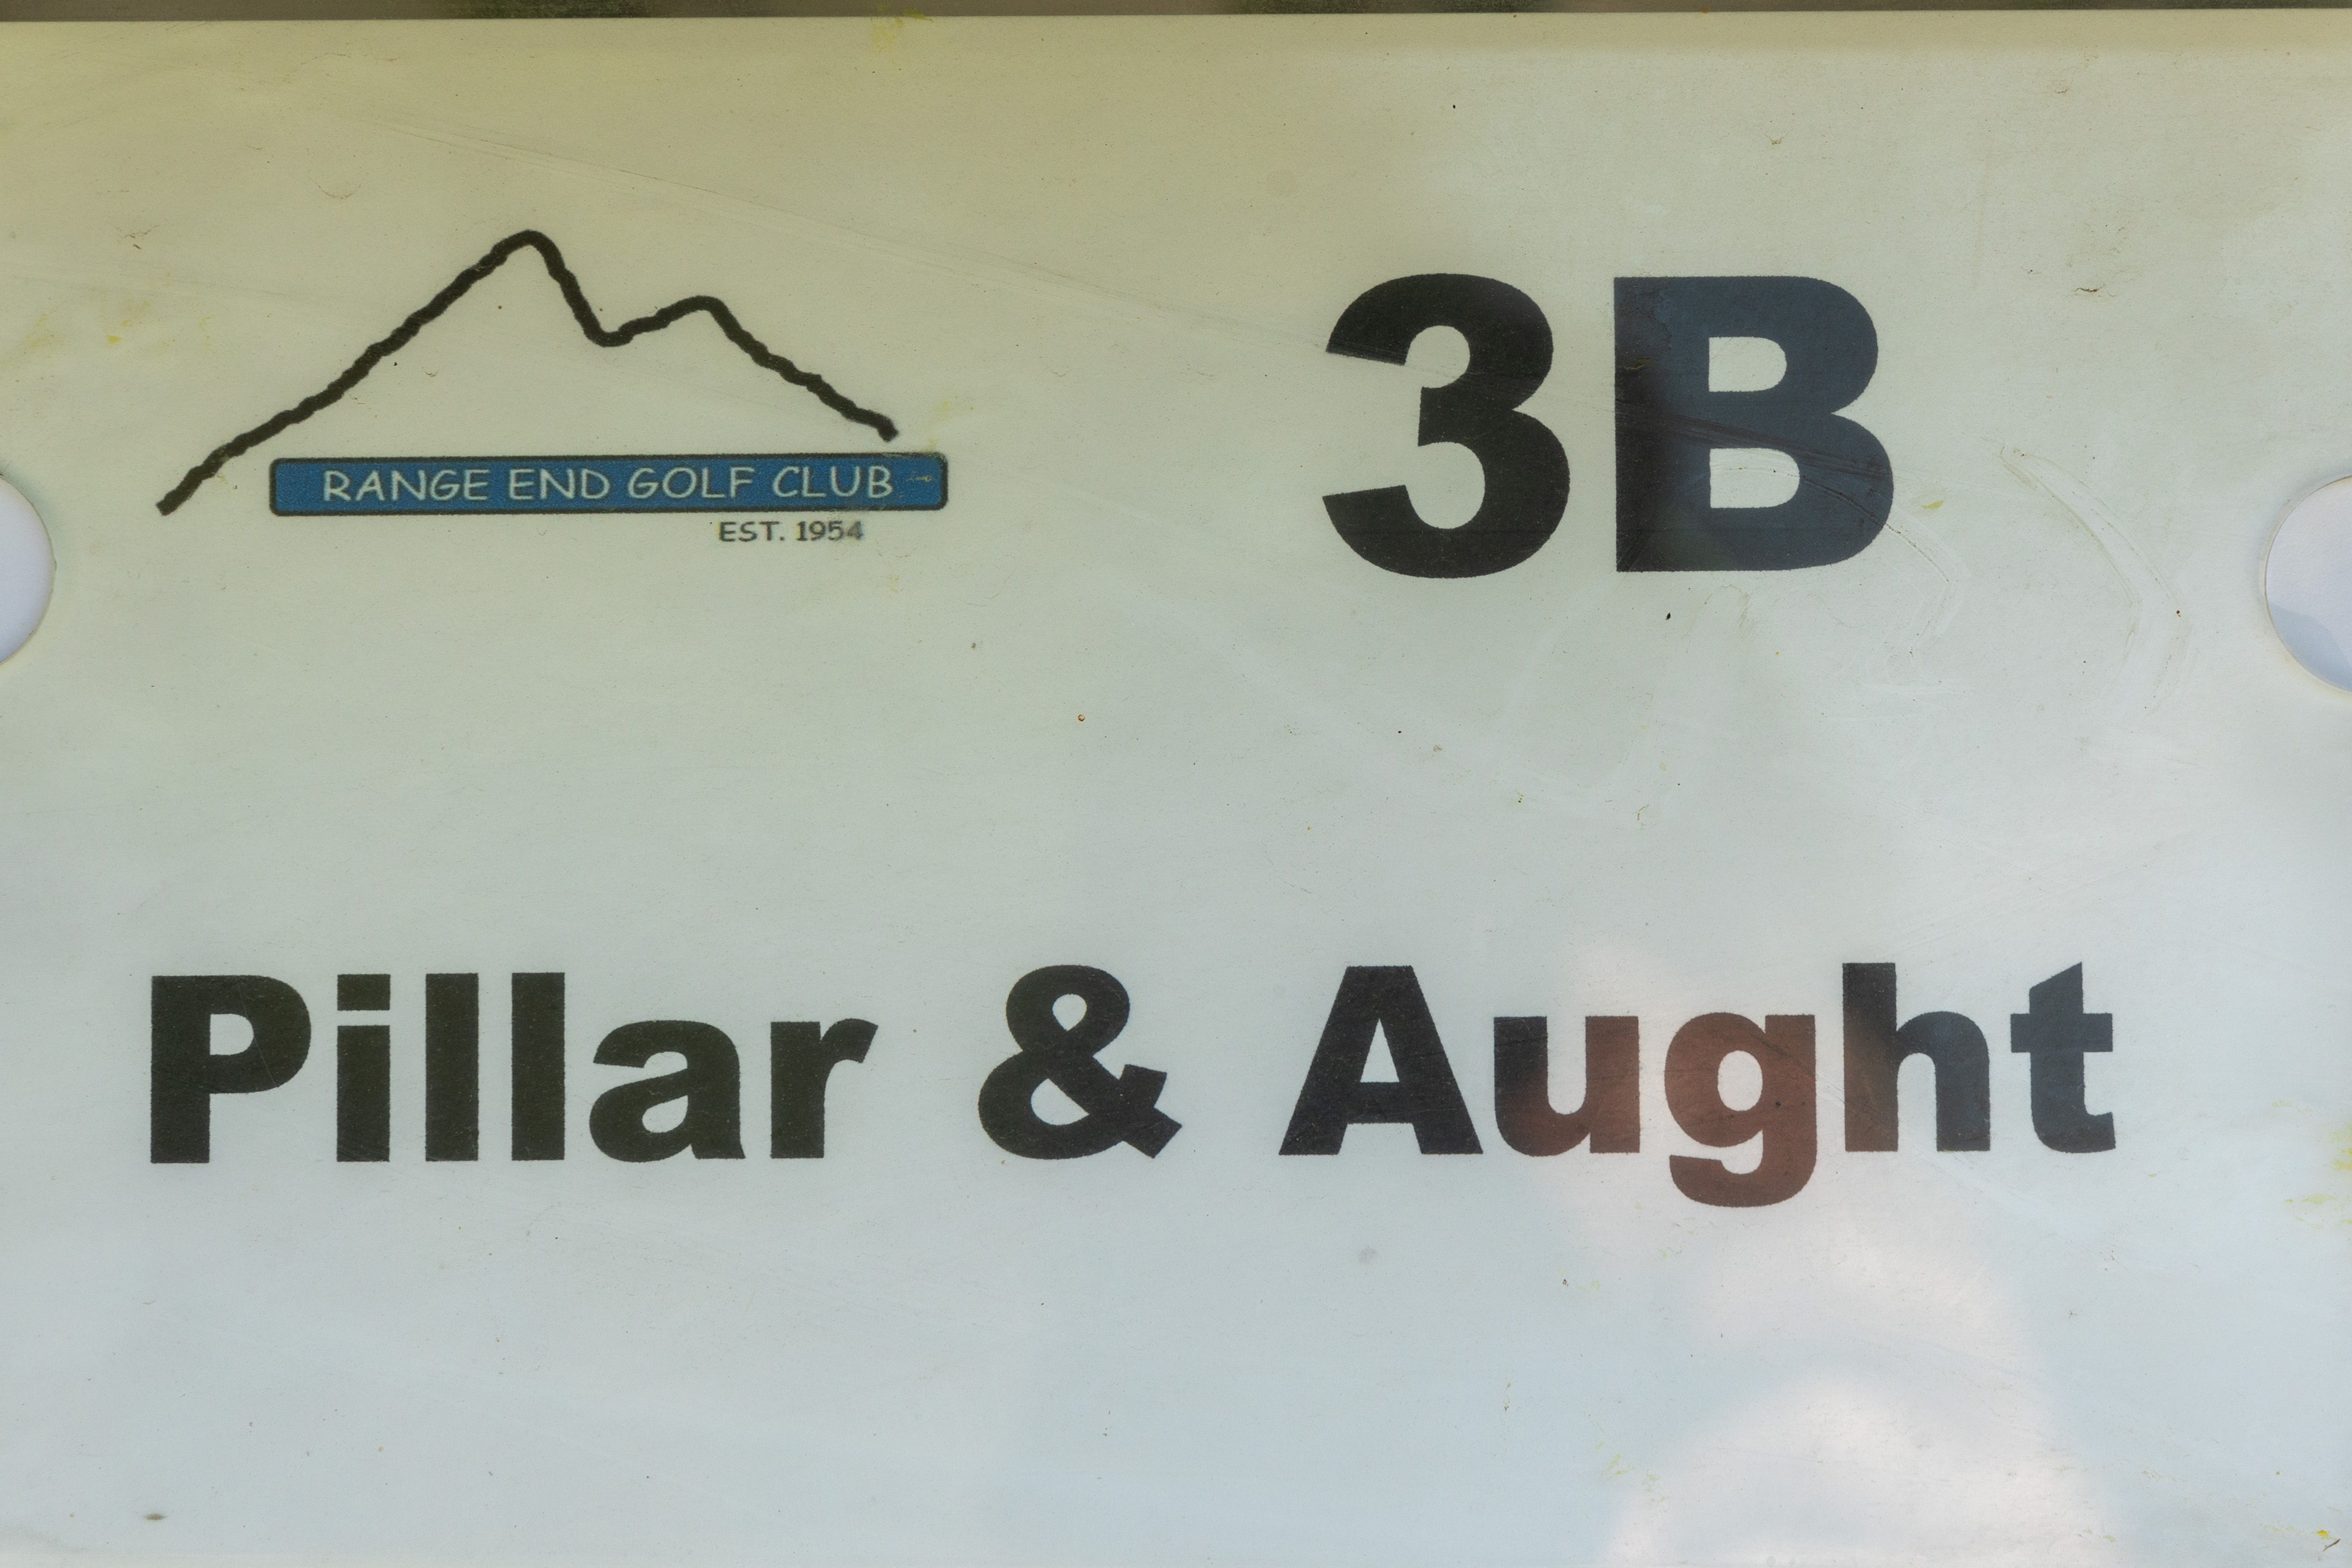 3B
RANGE END GOLF CLUB
EST. 1954
Pillar & Aught